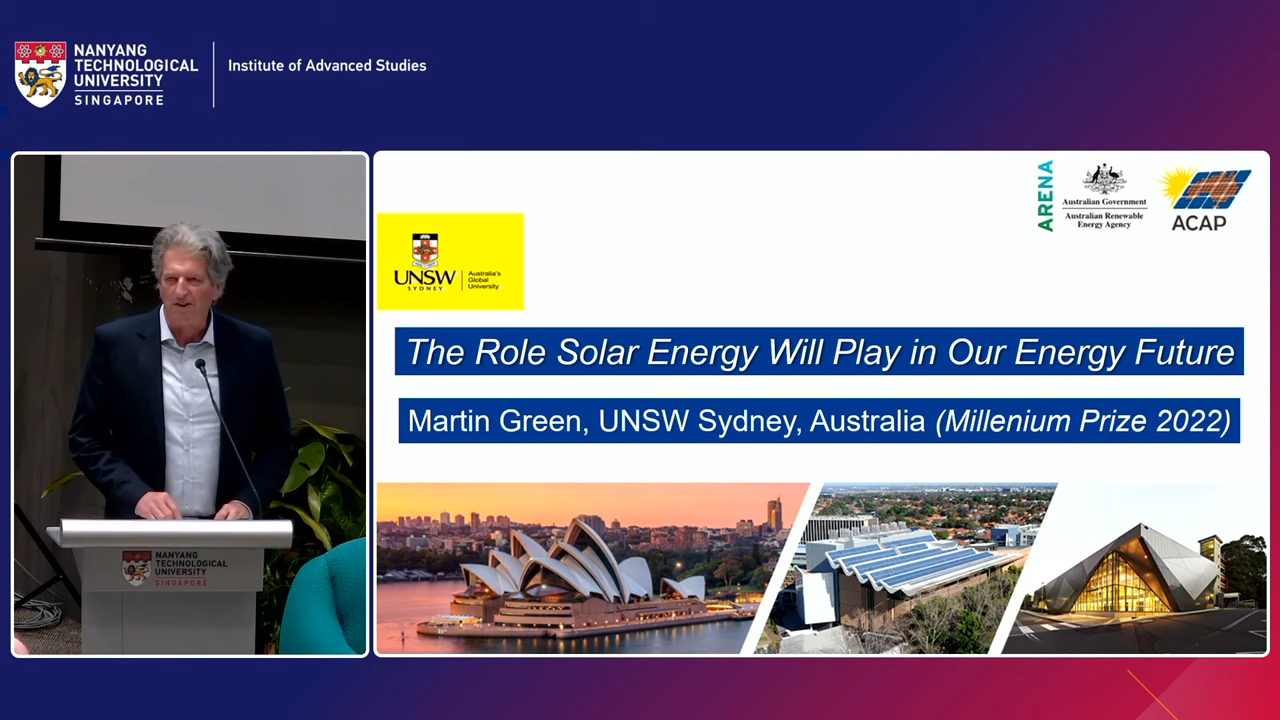 NANYANG
TECHNOLOGICAL
UNIVERSITY
SINGAPORE
Institute of Advanced Studies
ARENA
Australian Government
Australian Renewable
Energy Agency
ACAP
UNSW
SYDNEY
Australia's
Global
University
The Role Solar Energy Will Play in Our Energy Future
Martin Green, UNSW Sydney, Australia (Millenium Prize 2022)
NANYANG
TECHNOLOGICAL
UNIVERSITY
SINGAPORE